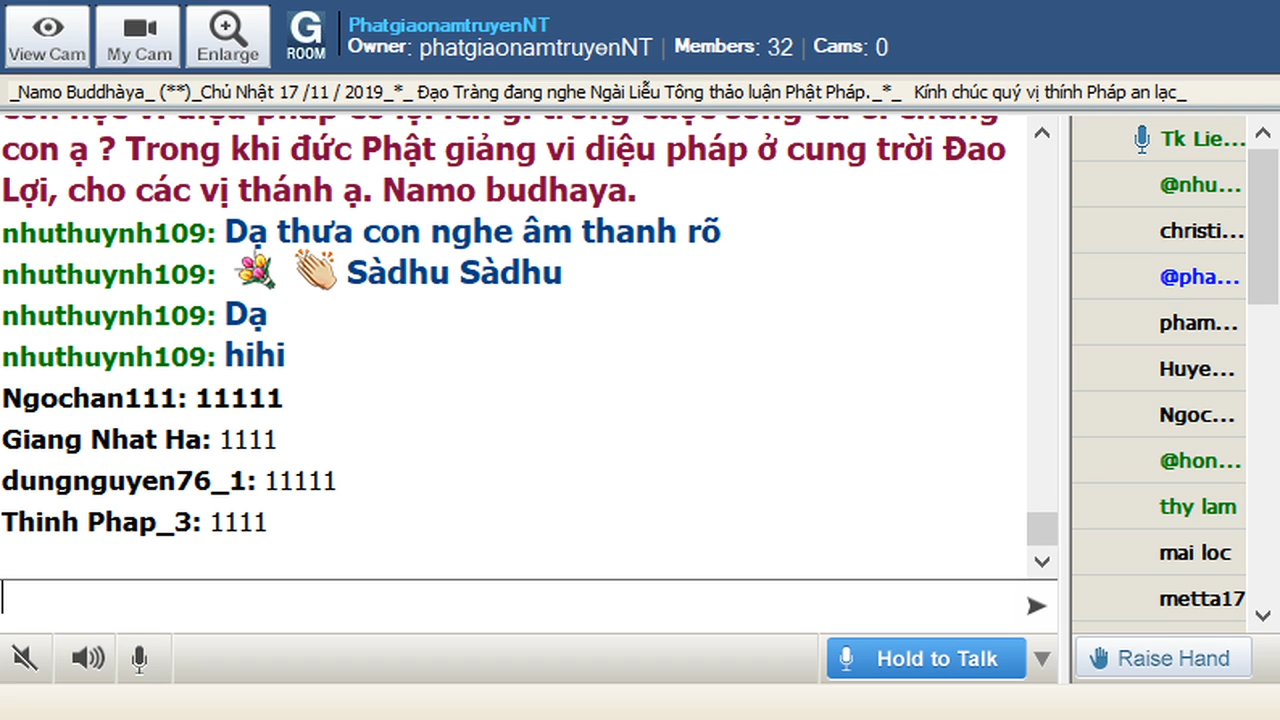 View Cam
My Cam
Enlarge
G
ROOM
PhatgiaonamtruyenNT
Owner: phatgiaonamtruyenNT | Members: 32 | Cams: 0
_Namo Buddhàya_ (**)_Chủ Nhật 17 /11 / 2019_*_ Đạo Tràng đang nghe Ngài Liễu Tông thảo luận Phật Pháp._*_ Kính chúc quý vị thính Pháp an lạc_
con ạ ? Trong khi đức Phật giảng vi diệu pháp ở cung trời Đao
Lợi, cho các vị thánh ạ. Namo budhaya.
nhuthuynh109: Dạ thưa con nghe âm thanh rõ
nhuthuynh109: Sàdhu Sàdhu
nhuthuynh109: Dạ
nhuthuynh109: hihi
Ngochan111: 11111
Giang Nhat Ha: 1111
dungnguyen76_1: 11111
Thinh Phap_3: 1111
Hold to Talk
Tk Lie...
@nhu...
christi...
@pha...
pham...
Huye...
Ngoc...
@hon...
thy lam
mai loc
metta17
Raise Hand